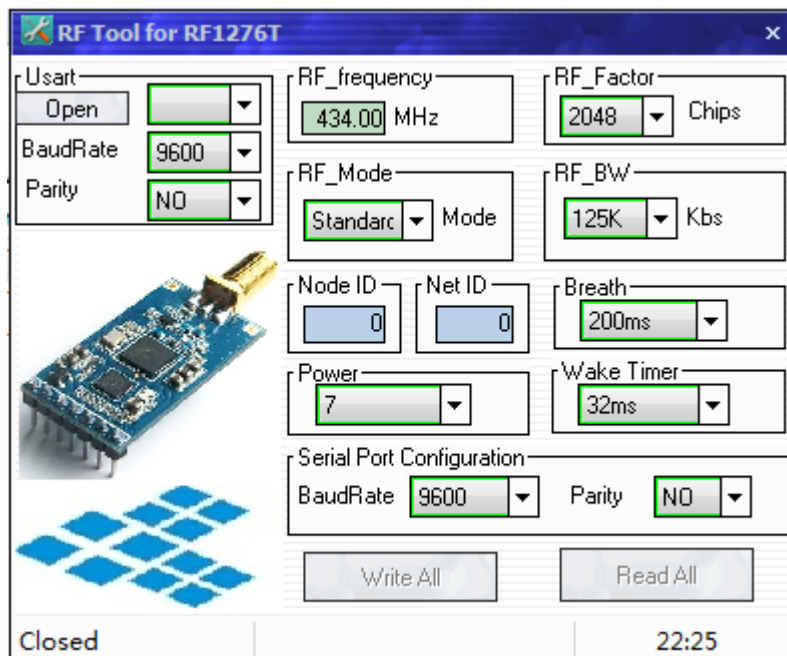 RF Tool for RF1276T
x
Usart
Open
BaudRate 9600
Parity NO
RF_frequency
434.00 MHz
RF_Factor
2048 Chips
RF_Mode
Standarc Mode
RF_BW
125K Kbs
Node ID
0
Net ID
0
Breath
200ms
Power
7
Wake Timer
32ms
Serial Port Configuration
BaudRate 9600 Parity NO
Write All Read All
Closed 22:25